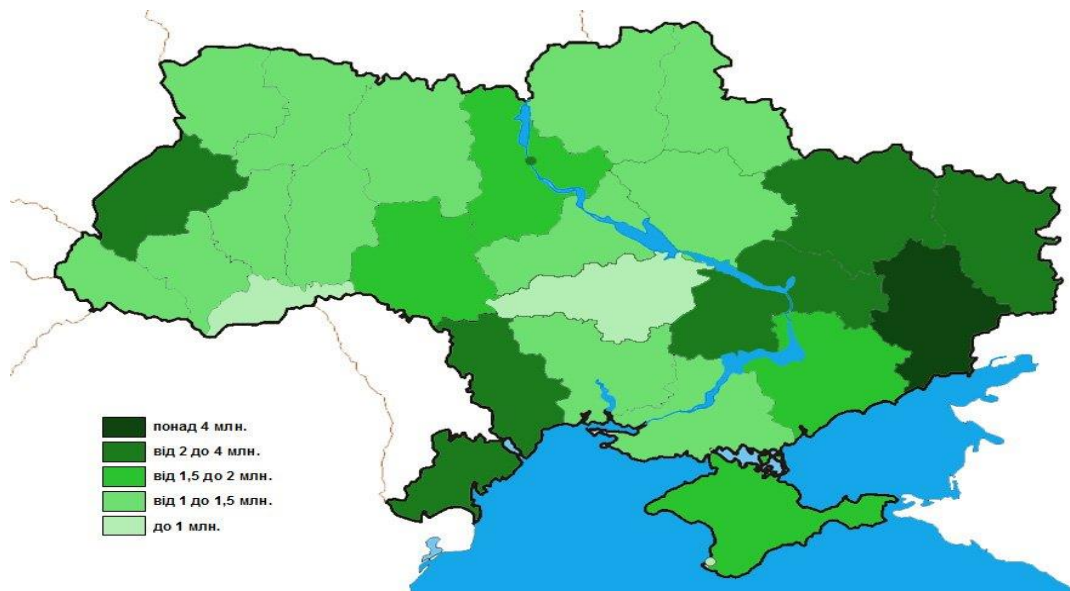 понад 4 млн.
від 2 до 4 млн.
від 1,5 до 2 млн.
від 1 до 1,5 млн.
до 1 млн.